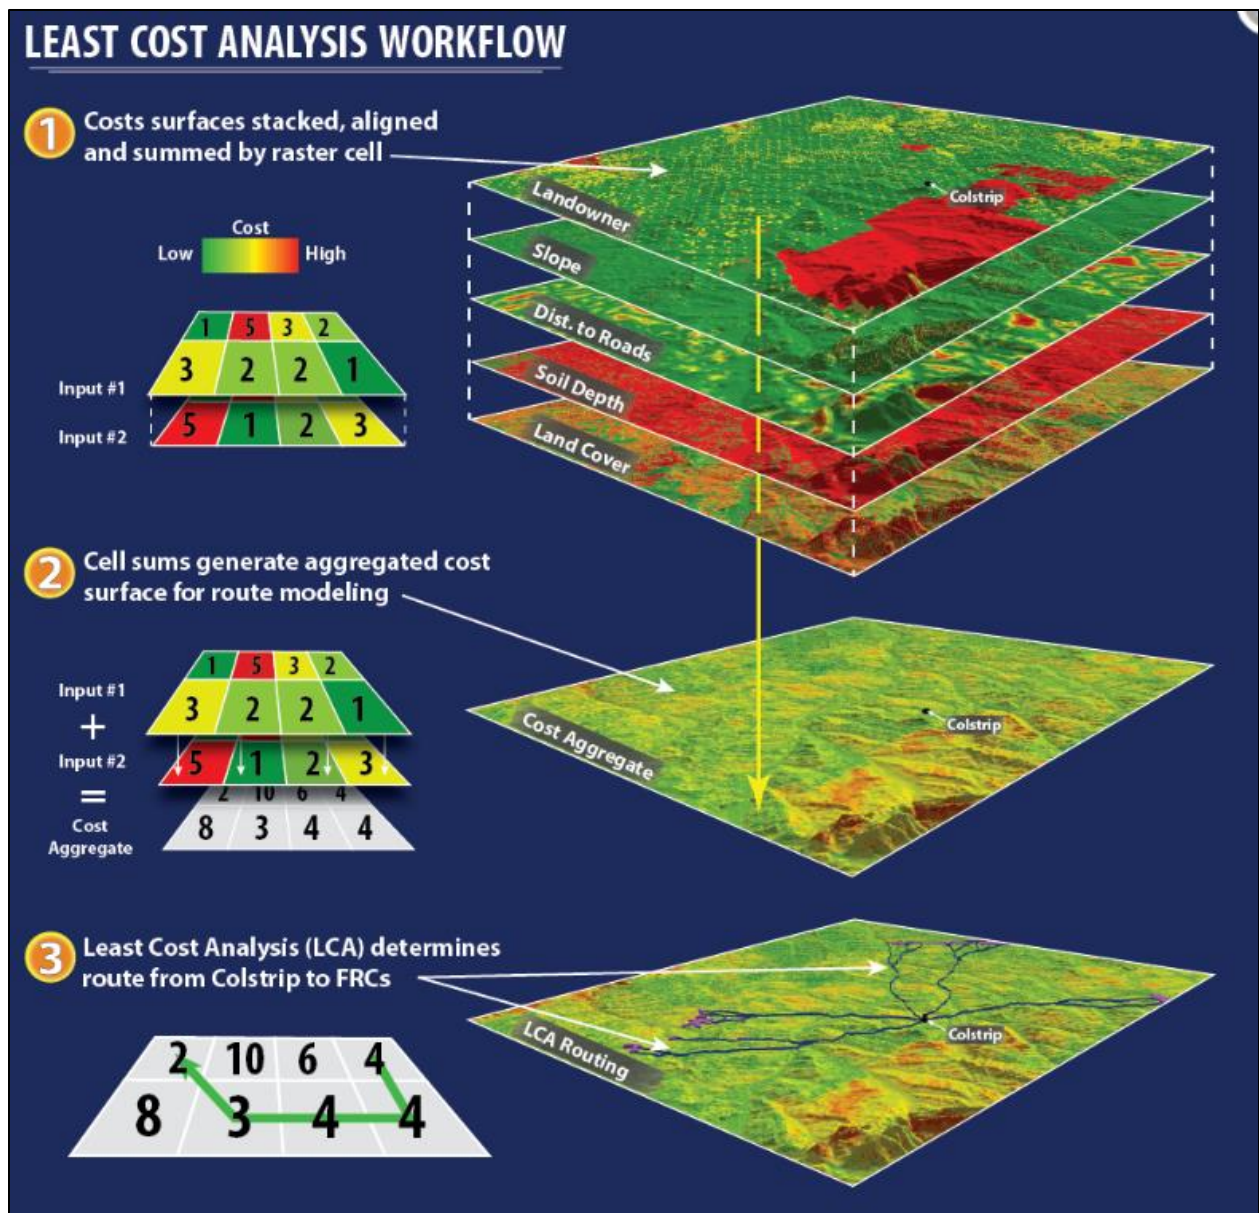 LEAST COST ANALYSIS WORKFLOW
1
Costs surfaces stacked, aligned
and summed by raster cell
Cost
Low High
1 5 3 2
3 2 2 1
Input #1
5 1 2 3
Input #2
Landowner
Colstrip
Slope
Dist. to Roads
Soil Depth
Land Cover
2
Cell sums generate aggregated cost
surface for route modeling
1 5 3 2
Input #1
3 2 2 1
+
Input #2
5 1 2 3
=
2 10 6 4
Cost
Aggregate
8 3 4 4
Colstrip
Cost Aggregate
3
Least Cost Analysis (LCA) determines
route from Colstrip to FRCs
2 10 6 4
8 3 4 4
Colstrip
LCA Routing